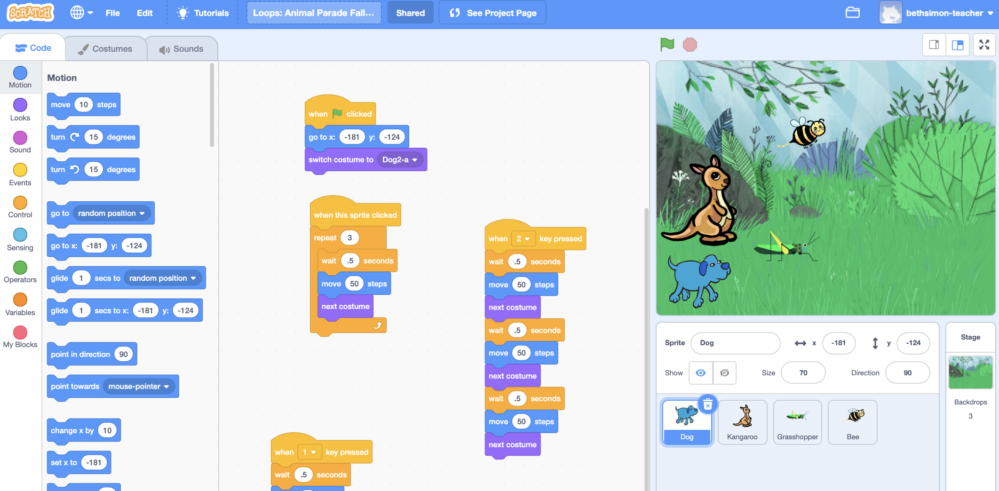 SCRATCH File Edit Tutorials Loops: Animal Parade Fall... Shared See Project Page bethsimon-teacher
Code Costumes Sounds
Motion
Looks
Sound
Events
Control
Sensing
Operators
Variables
My Blocks
Motion
move 10 steps
turn 15 degrees
turn 15 degrees
go to random position
go to x: -181 y: -124
glide 1 secs to random position
glide 1 secs to x: -181 y: -124
point in direction 90
point towards mouse-pointer
change x by 10
set x to -181
when clicked
go to x: -181 y: -124
switch costume to Dog2-a
when this sprite clicked
repeat 3
wait .5 seconds
move 50 steps
next costume
when 1 key pressed
wait .5 seconds
when 2 key pressed
wait .5 seconds
move 50 steps
next costume
wait .5 seconds
move 50 steps
next costume
wait .5 seconds
move 50 steps
next costume
Sprite Dog x -181 y -124
Show Size 70 Direction 90
Dog Kangaroo Grasshopper Bee
Stage
Backdrops
3